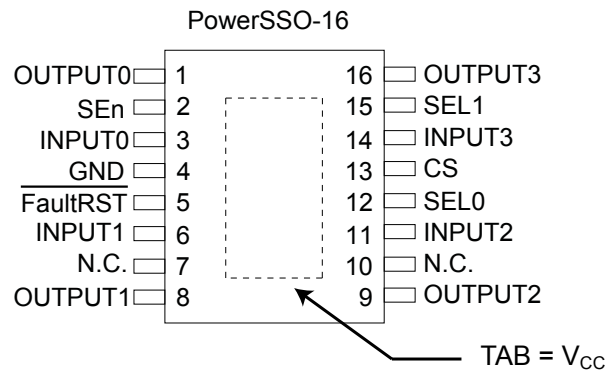 PowerSSO-16
OUTPUT0 1 16 OUTPUT3
SEn 2 15 SEL1
INPUT0 3 14 INPUT3
GND 4 13 CS
FaultRST 5 12 SEL0
INPUT1 6 11 INPUT2
N.C. 7 10 N.C.
OUTPUT1 8 9 OUTPUT2
TAB = VCC